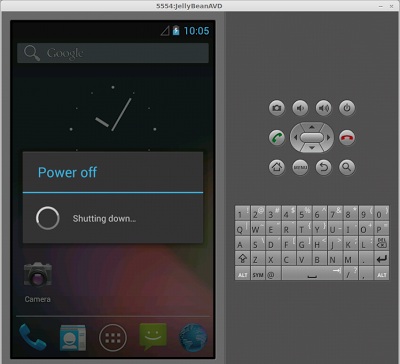 5554:JellyBeanAVD
10:05
Google
Power off
Shutting down...
Camera
MENU
1 2 3 4 5 6 7 8 9 0
Q W E R T Y U I O P
A S D F G H J K L DEL
Z X C V B N M .
ALT SYM @ / ? , ALT